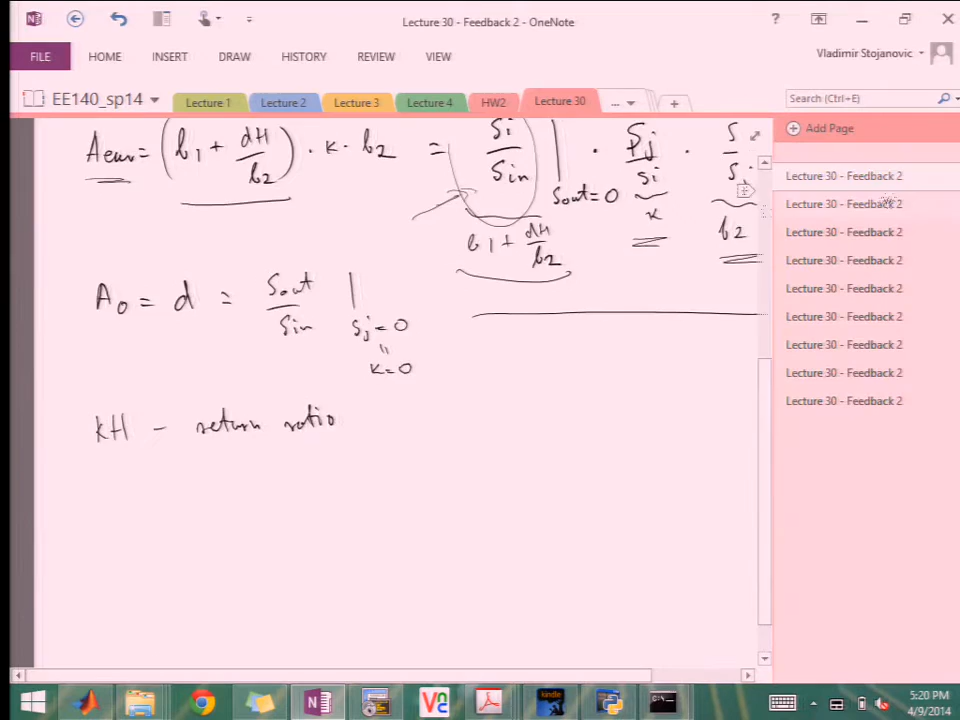 Lecture 30 - Feedback 2 - OneNote
?
FILE HOME INSERT DRAW HISTORY REVIEW VIEW
Vladimir Stojanovic
EE140_sp14 Lecture 1 Lecture 2 Lecture 3 Lecture 4 HW2 Lecture 30 ... +
Search (Ctrl+E)
Add Page
Lecture 30 - Feedback 2
Lecture 30 - Feedback 2
Lecture 30 - Feedback 2
Lecture 30 - Feedback 2
Lecture 30 - Feedback 2
Lecture 30 - Feedback 2
Lecture 30 - Feedback 2
Lecture 30 - Feedback 2
Lecture 30 - Feedback 2
= (b1 + dH/b2) · k · b2 = si/sin | sout=0 · sj/si · s/si
b1 + dH/b2 k b2
A0 = d = sout/sin | sj=0
k=0
kH - return ratio
5:20 PM
4/9/2014